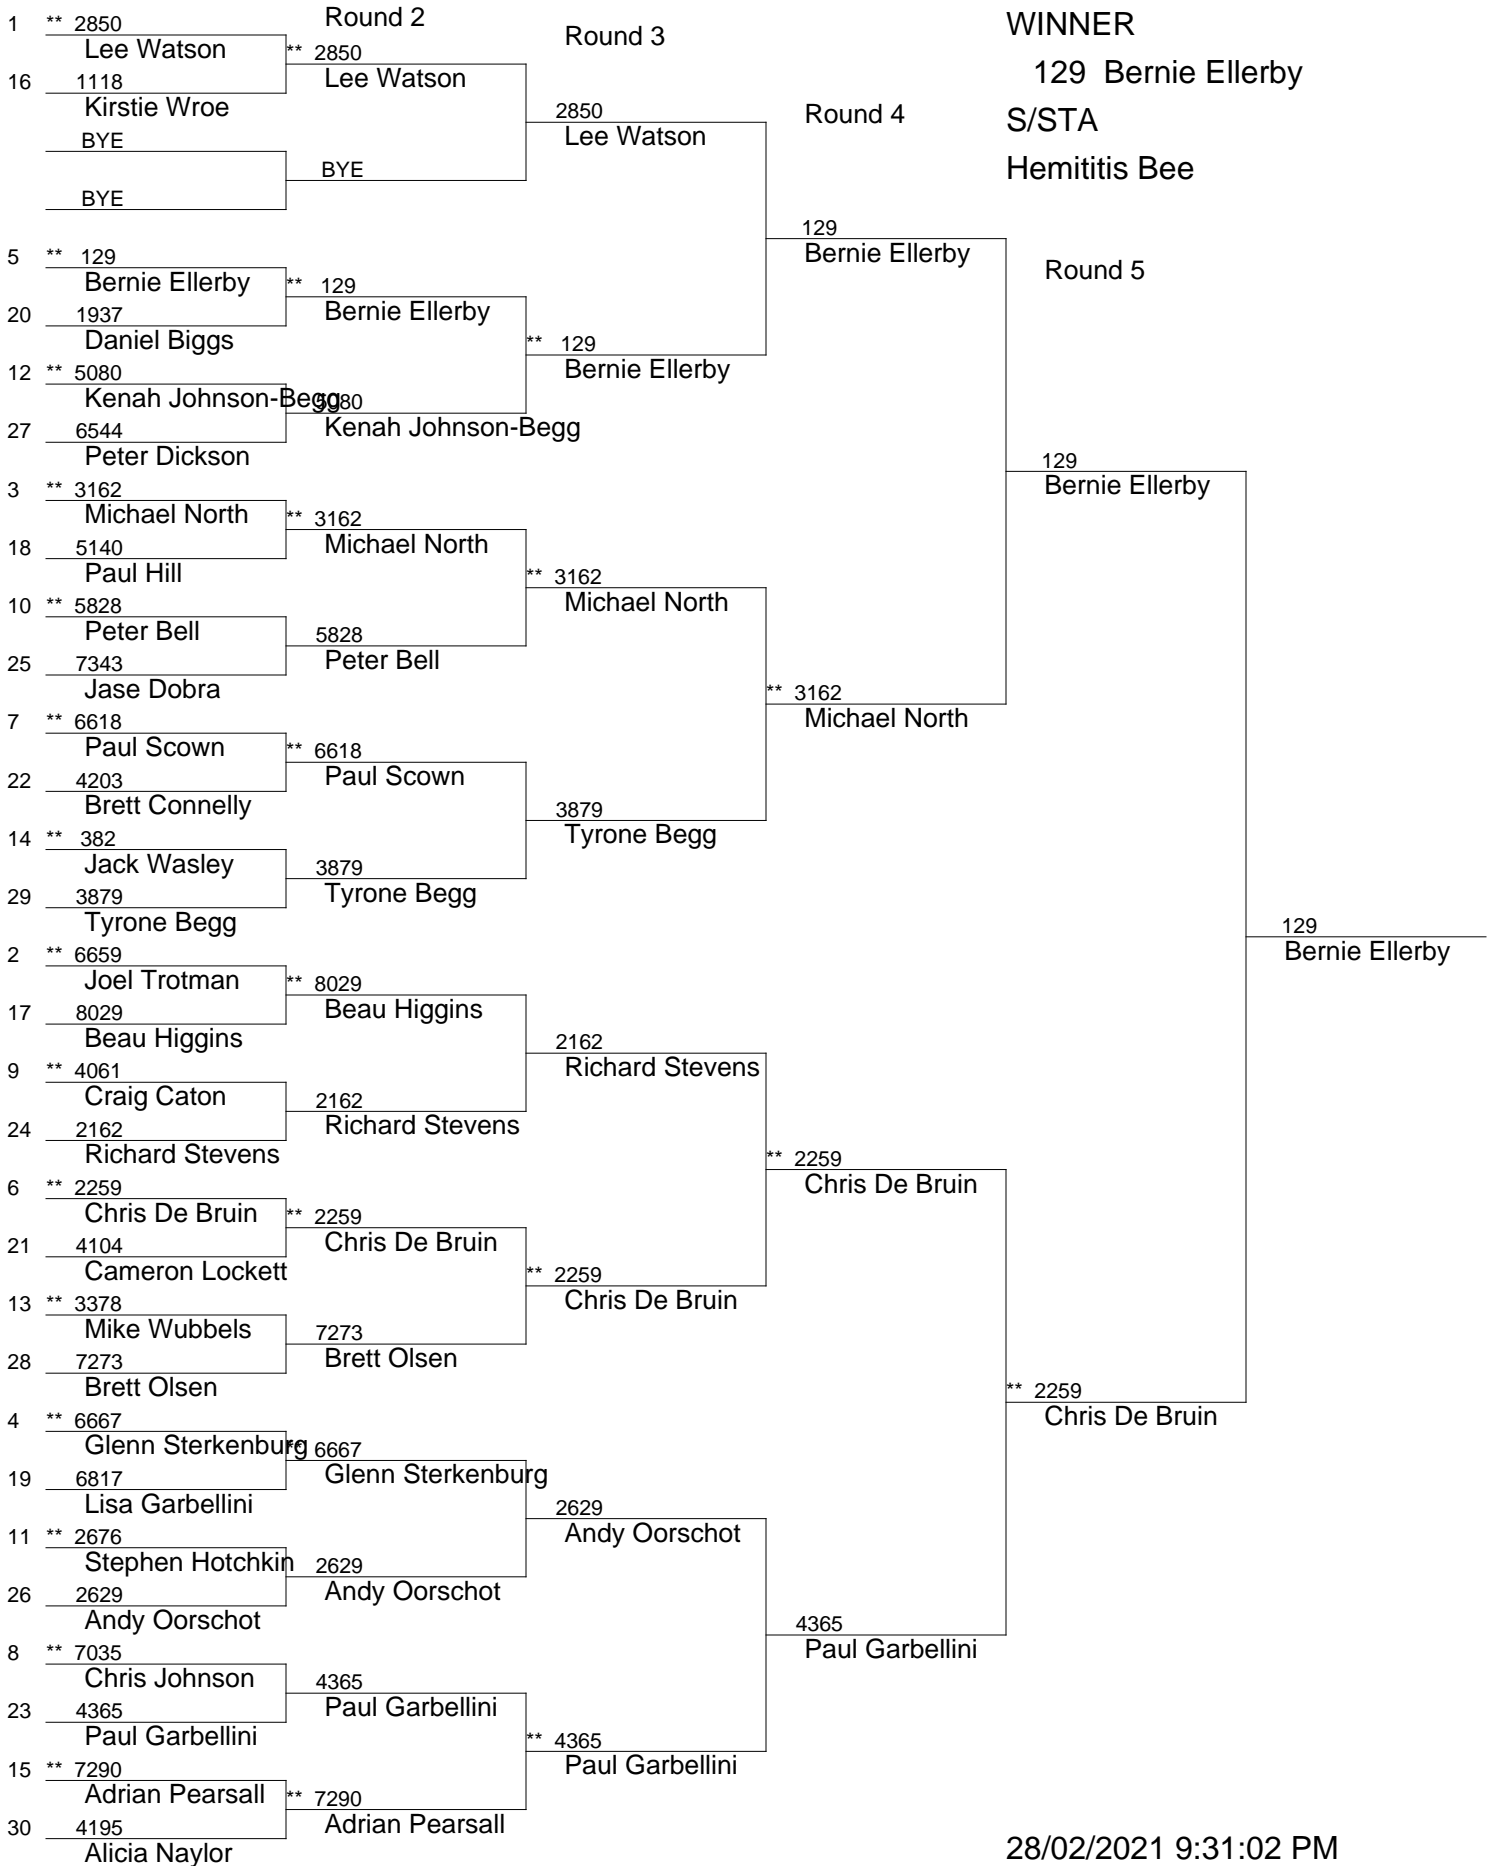 Round 2
Round 3
Round 4
Round 5
WINNER
129 Bernie Ellerby
S/STA
Hemititis Bee
1 ** 2850
Lee Watson
16 1118
Kirstie Wroe
BYE
BYE
5 ** 129
Bernie Ellerby
20 1937
Daniel Biggs
12 ** 5080
Kenah Johnson-Begg
27 6544
Peter Dickson
3 ** 3162
Michael North
18 5140
Paul Hill
10 ** 5828
Peter Bell
25 7343
Jase Dobra
7 ** 6618
Paul Scown
22 4203
Brett Connelly
14 ** 382
Jack Wasley
29 3879
Tyrone Begg
2 ** 6659
Joel Trotman
17 8029
Beau Higgins
9 ** 4061
Craig Caton
24 2162
Richard Stevens
6 ** 2259
Chris De Bruin
21 4104
Cameron Lockett
13 ** 3378
Mike Wubbels
28 7273
Brett Olsen
4 ** 6667
Glenn Sterkenburg
19 6817
Lisa Garbellini
11 ** 2676
Stephen Hotchkin
26 2629
Andy Oorschot
8 ** 7035
Chris Johnson
23 4365
Paul Garbellini
15 ** 7290
Adrian Pearsall
30 4195
Alicia Naylor
** 2850
Lee Watson
BYE
** 129
Bernie Ellerby
5080
Kenah Johnson-Begg
** 3162
Michael North
5828
Peter Bell
** 6618
Paul Scown
3879
Tyrone Begg
** 8029
Beau Higgins
2162
Richard Stevens
** 2259
Chris De Bruin
7273
Brett Olsen
** 6667
Glenn Sterkenburg
2629
Andy Oorschot
4365
Paul Garbellini
** 7290
Adrian Pearsall
2850
Lee Watson
** 129
Bernie Ellerby
** 3162
Michael North
3879
Tyrone Begg
2162
Richard Stevens
** 2259
Chris De Bruin
2629
Andy Oorschot
** 4365
Paul Garbellini
129
Bernie Ellerby
** 3162
Michael North
** 2259
Chris De Bruin
4365
Paul Garbellini
129
Bernie Ellerby
** 2259
Chris De Bruin
129
Bernie Ellerby
28/02/2021 9:31:02 PM